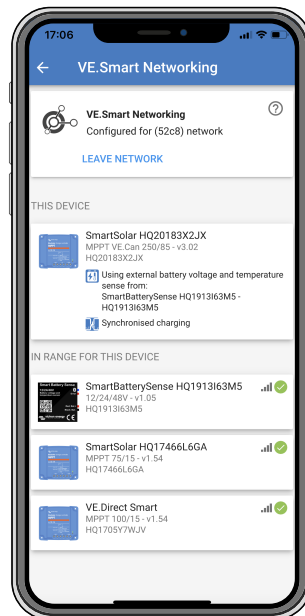 17:06
VE.Smart Networking
VE.Smart Networking
Configured for (52c8) network
LEAVE NETWORK
THIS DEVICE
SmartSolar HQ20183X2JX
MPPT VE.Can 250/85 - v3.02
HQ20183X2JX
Using external battery voltage and temperature
sense from:
SmartBatterySense HQ1913I63M5 -
HQ1913I63M5
Synchronised charging
IN RANGE FOR THIS DEVICE
Smart Battery Sense
SmartBatterySense HQ1913I63M5
12/24/48V - v1.05
HQ1913I63M5
SmartSolar HQ17466L6GA
MPPT 75/15 - v1.54
HQ17466L6GA
VE.Direct Smart
MPPT 100/15 - v1.54
HQ1705Y7WJV